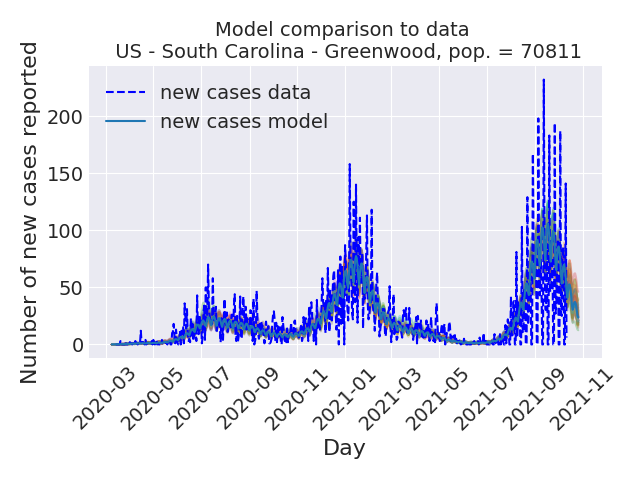 Model comparison to data
US - South Carolina - Greenwood, pop. = 70811
new cases data
new cases model
Number of new cases reported
200
150
100
50
0
2020-03
2020-05
2020-07
2020-09
2020-11
2021-01
2021-03
2021-05
2021-07
2021-09
2021-11
Day